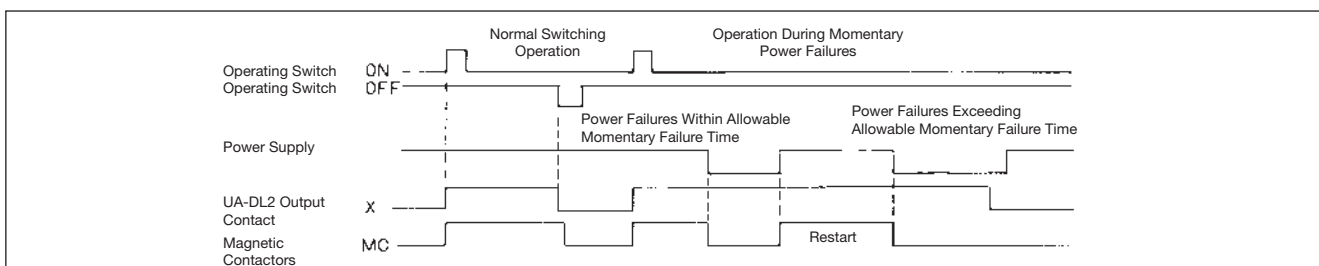 Normal Switching
Operation
Operation During Momentary
Power Failures
Operating Switch ON
Operating Switch OFF
Power Failures Within Allowable
Momentary Failure Time
Power Failures Exceeding
Allowable Momentary Failure Time
Power Supply
UA-DL2 Output
Contact
X
Restart
Magnetic
Contactors
MC